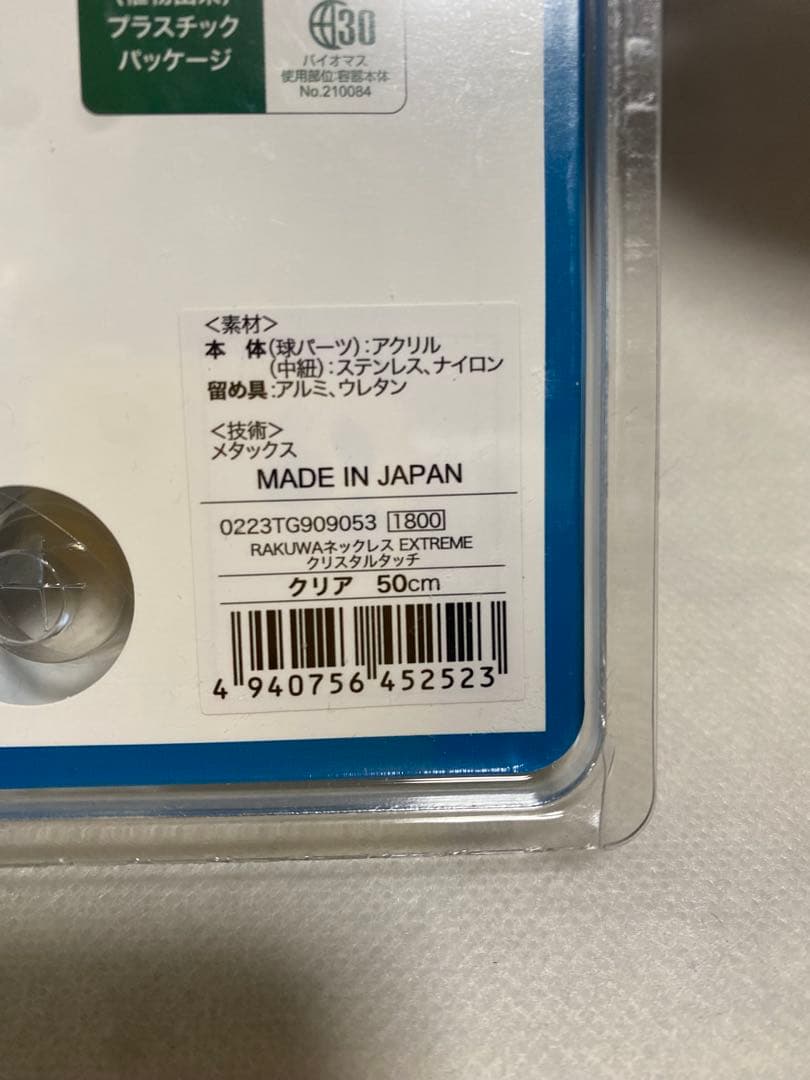 プラスチック
パッケージ
30
バイオマス
使用部位:容器本体
No.210084
＜素材＞
本　体(球パーツ):アクリル
(中紐):ステンレス、ナイロン
留め具:アルミ、ウレタン
＜技術＞
メタックス
MADE IN JAPAN
0223TG909053 1800
RAKUWAネックレス EXTREME
クリスタルタッチ
クリア　50cm
4 940756 452523